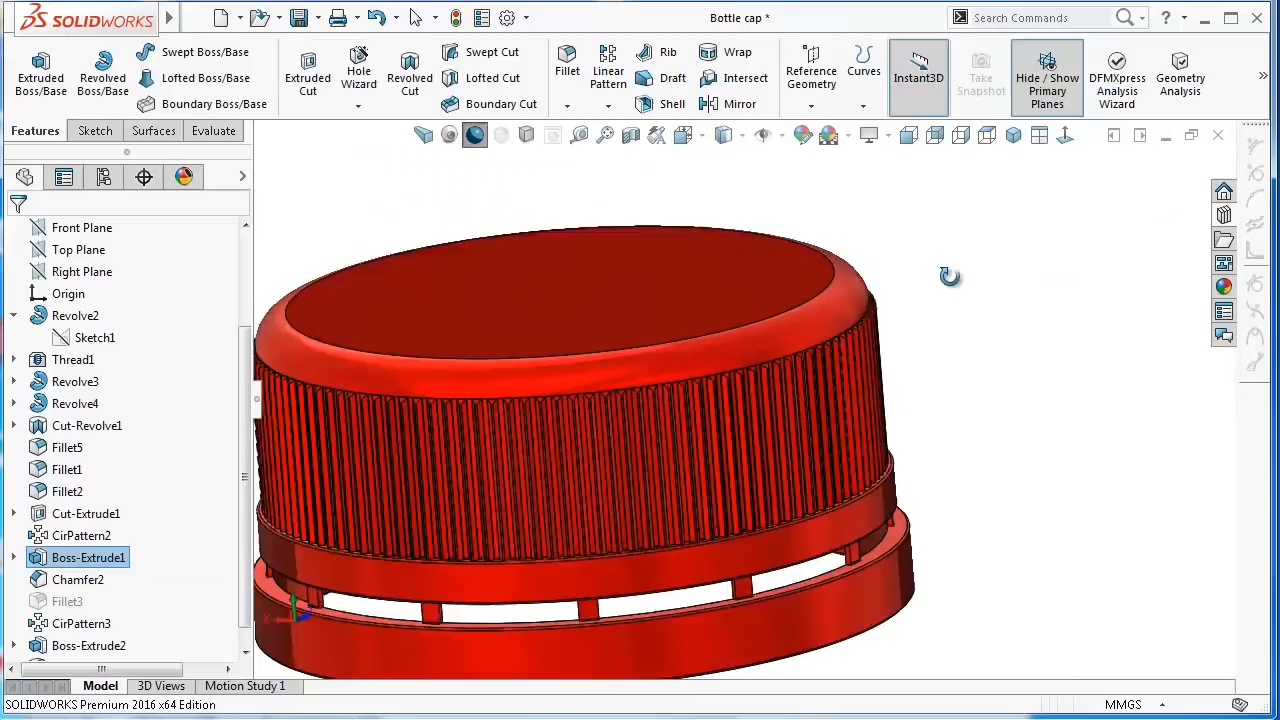 SOLIDWORKS
Bottle cap *
Search Commands
?
Extruded Boss/Base
Revolved Boss/Base
Swept Boss/Base
Lofted Boss/Base
Boundary Boss/Base
Extruded Cut
Hole Wizard
Revolved Cut
Swept Cut
Lofted Cut
Boundary Cut
Fillet
Linear Pattern
Rib
Draft
Shell
Wrap
Intersect
Mirror
Reference Geometry
Curves
Instant3D
Take Snapshot
Hide / Show Primary Planes
DFMXpress Analysis Wizard
Geometry Analysis
Features
Sketch
Surfaces
Evaluate
Front Plane
Top Plane
Right Plane
Origin
Revolve2
Sketch1
Thread1
Revolve3
Revolve4
Cut-Revolve1
Fillet5
Fillet1
Fillet2
Cut-Extrude1
CirPattern2
Boss-Extrude1
Chamfer2
Fillet3
CirPattern3
Boss-Extrude2
Model
3D Views
Motion Study 1
SOLIDWORKS Premium 2016 x64 Edition
MMGS